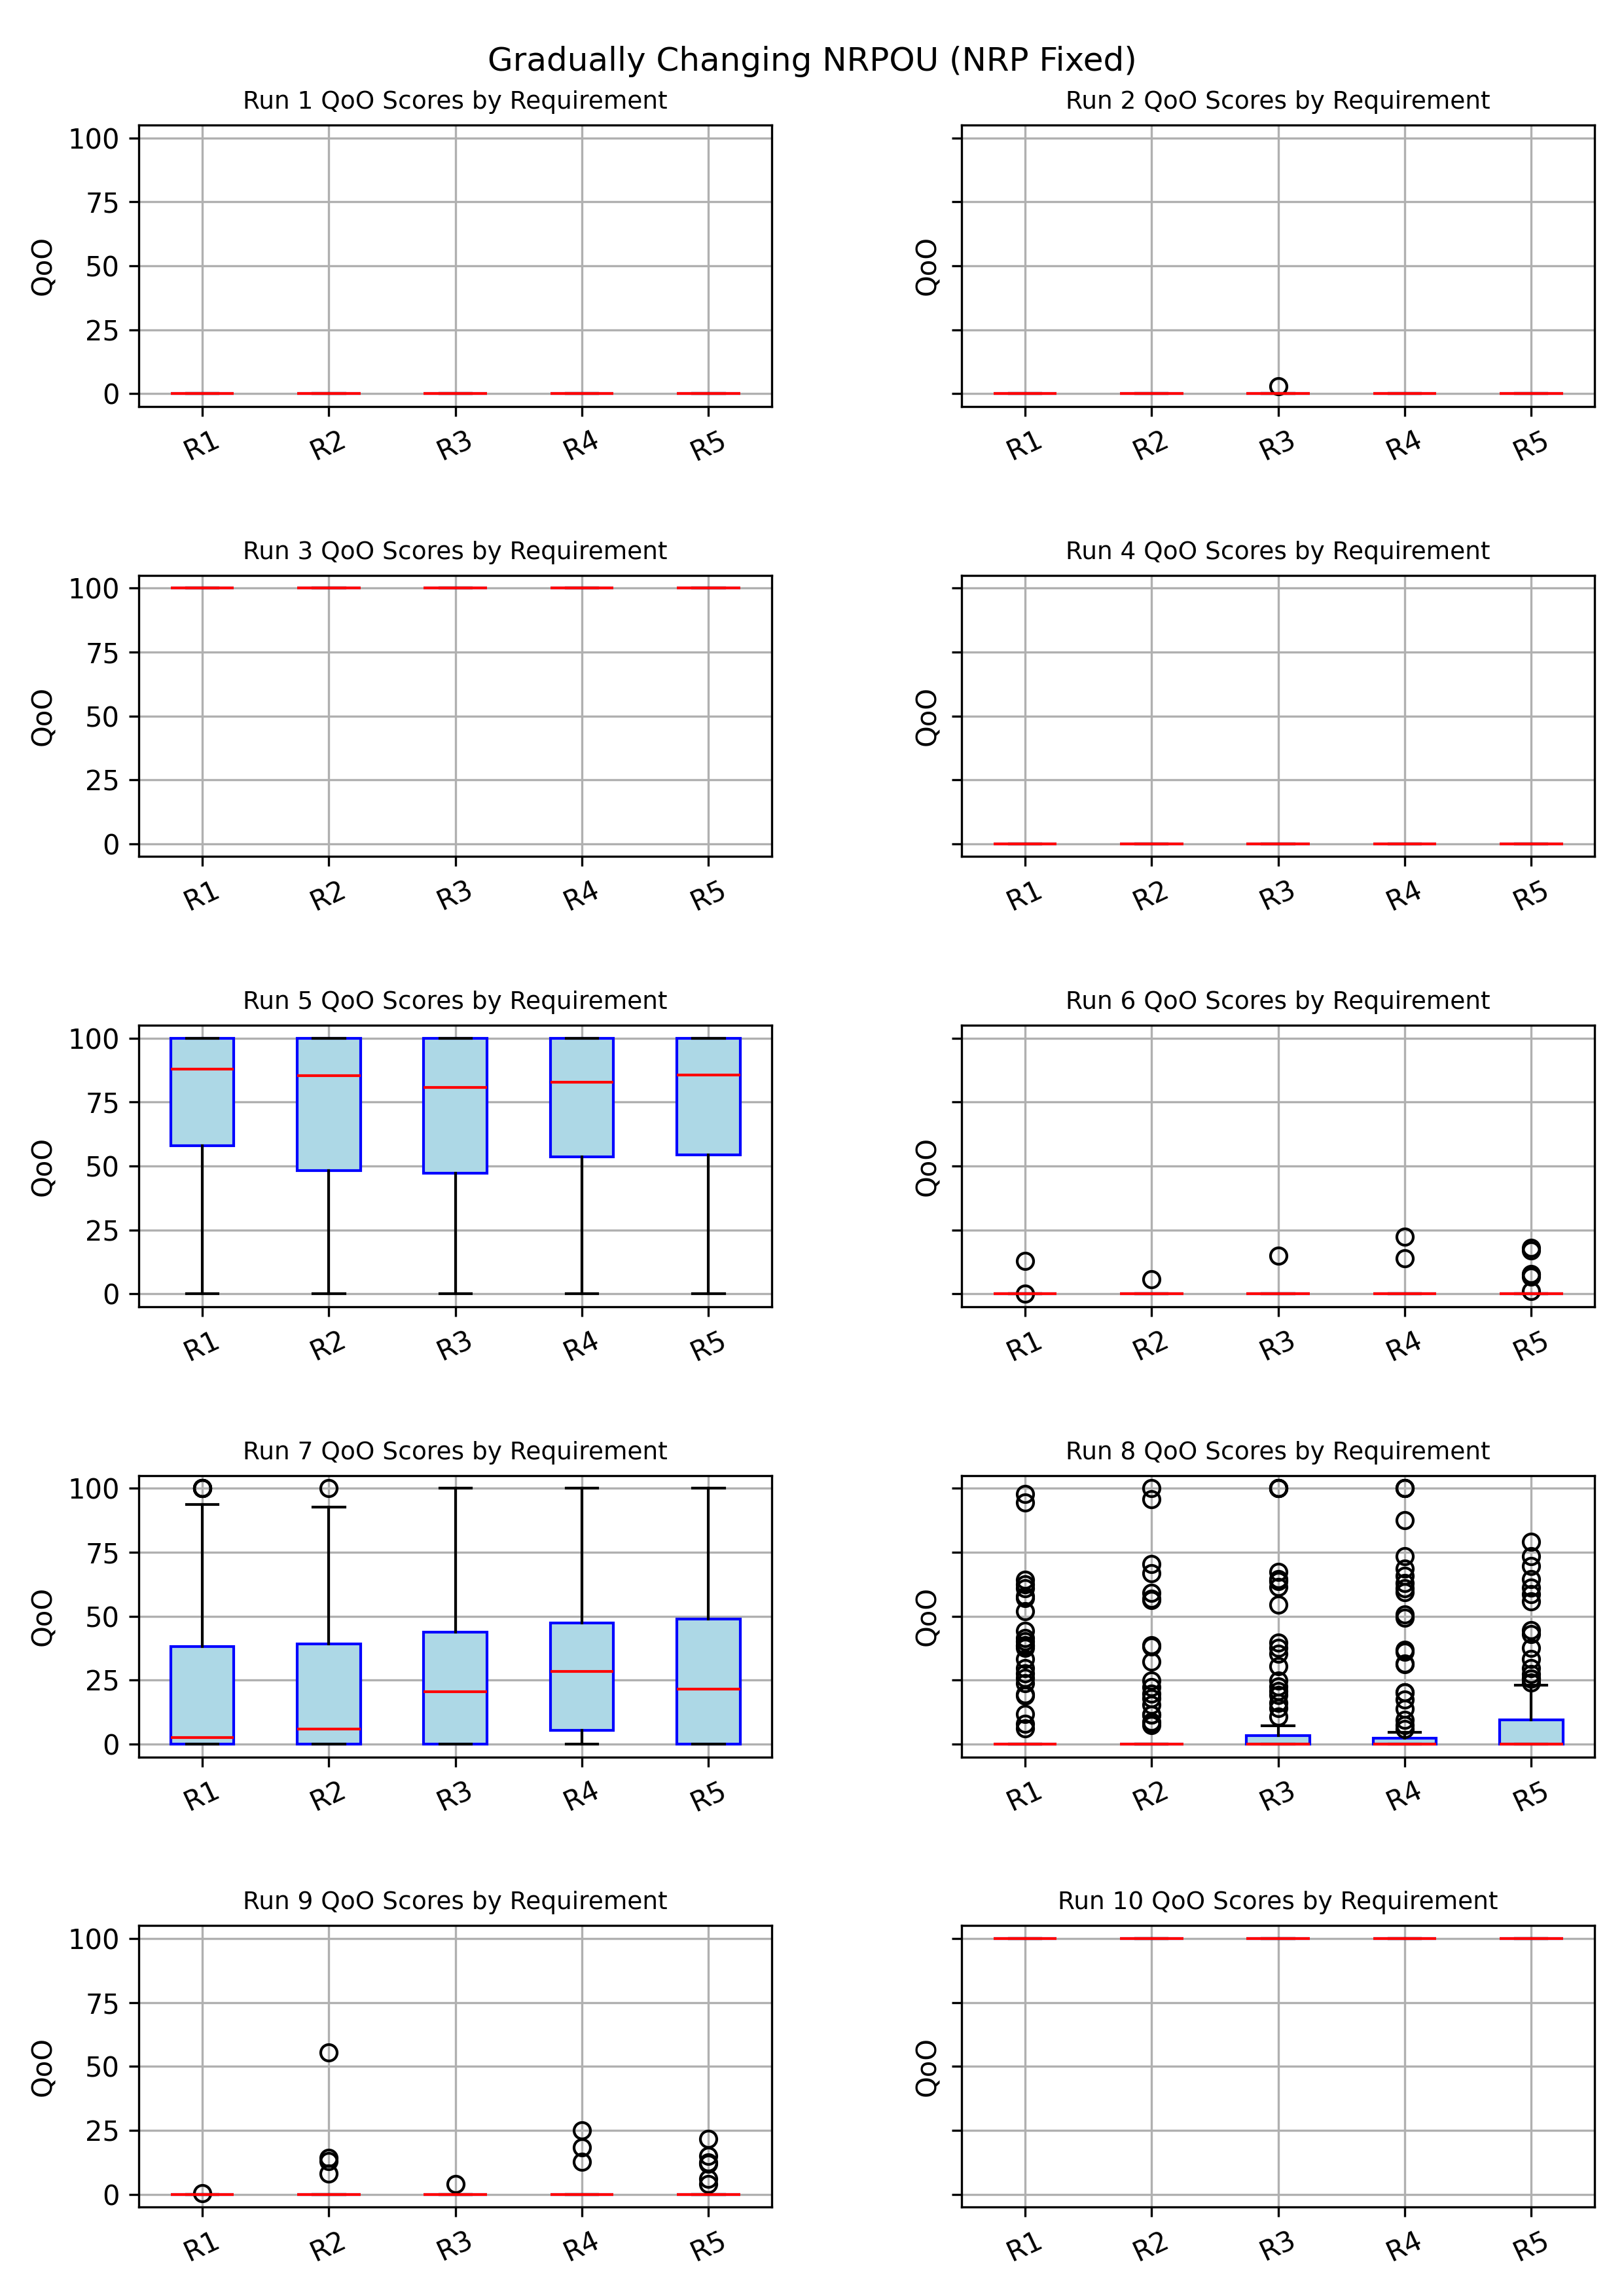 Gradually Changing NRPOU (NRP Fixed)
Run 1 QoO Scores by Requirement
QoO
100
75
50
25
0
R1 R2 R3 R4 R5
Run 2 QoO Scores by Requirement
QoO
R1 R2 R3 R4 R5
Run 3 QoO Scores by Requirement
QoO
100
75
50
25
0
R1 R2 R3 R4 R5
Run 4 QoO Scores by Requirement
QoO
R1 R2 R3 R4 R5
Run 5 QoO Scores by Requirement
QoO
100
75
50
25
0
R1 R2 R3 R4 R5
Run 6 QoO Scores by Requirement
QoO
R1 R2 R3 R4 R5
Run 7 QoO Scores by Requirement
QoO
100
75
50
25
0
R1 R2 R3 R4 R5
Run 8 QoO Scores by Requirement
QoO
R1 R2 R3 R4 R5
Run 9 QoO Scores by Requirement
QoO
100
75
50
25
0
R1 R2 R3 R4 R5
Run 10 QoO Scores by Requirement
QoO
R1 R2 R3 R4 R5